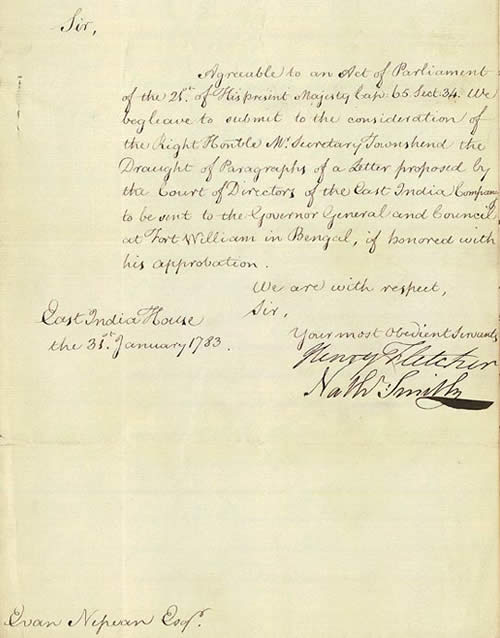 Sir,
Agreeable to an Act of Parliament
of the 21st. of His present Majesty Cap. 65 Sect. 34. We
beg leave to submit to the consideration of
the Right Honble Mr. Secretary Townshend the
Draught of Paragraphs of a Letter proposed by
the Court of Directors of the East India Company
to be sent to the Governor General and Council
at Fort William in Bengal, if honored with
his approbation.
We are with respect,
Sir,
Your most Obedient Servants
Henry Fletcher
Nathl. Smith
East India House
the 31st. January 1783.
Evan Nepean Esqr.